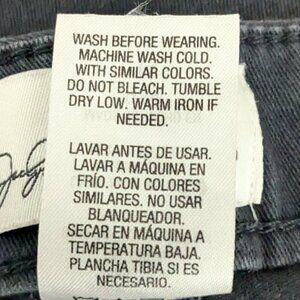 WASH BEFORE WEARING.
MACHINE WASH COLD.
WITH SIMILAR COLORS.
DO NOT BLEACH. TUMBLE
DRY LOW. WARM IRON IF
NEEDED.
LAVAR ANTES DE USAR.
LAVAR A MÁQUINA EN
FRÍO. CON COLORES
SIMILARES. NO USAR
BLANQUEADOR.
SECAR EN MÁQUINA A
TEMPERATURA BAJA.
PLANCHA TIBIA SI ES
NECESARIO.